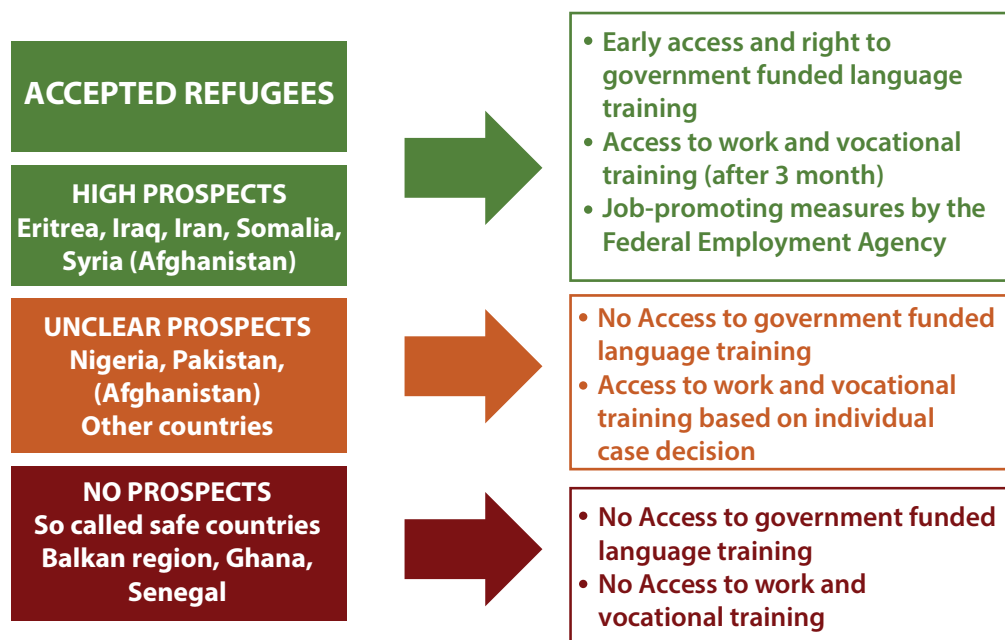 ACCEPTED REFUGEES
HIGH PROSPECTS
Eritrea, Iraq, Iran, Somalia,
Syria (Afghanistan)
• Early access and right to
government funded language
training
• Access to work and vocational
training (after 3 month)
• Job-promoting measures by the
Federal Employment Agency
UNCLEAR PROSPECTS
Nigeria, Pakistan,
(Afghanistan)
Other countries
• No Access to government funded
language training
• Access to work and vocational
training based on individual
case decision
NO PROSPECTS
So called safe countries
Balkan region, Ghana,
Senegal
• No Access to government funded
language training
• No Access to work and
vocational training